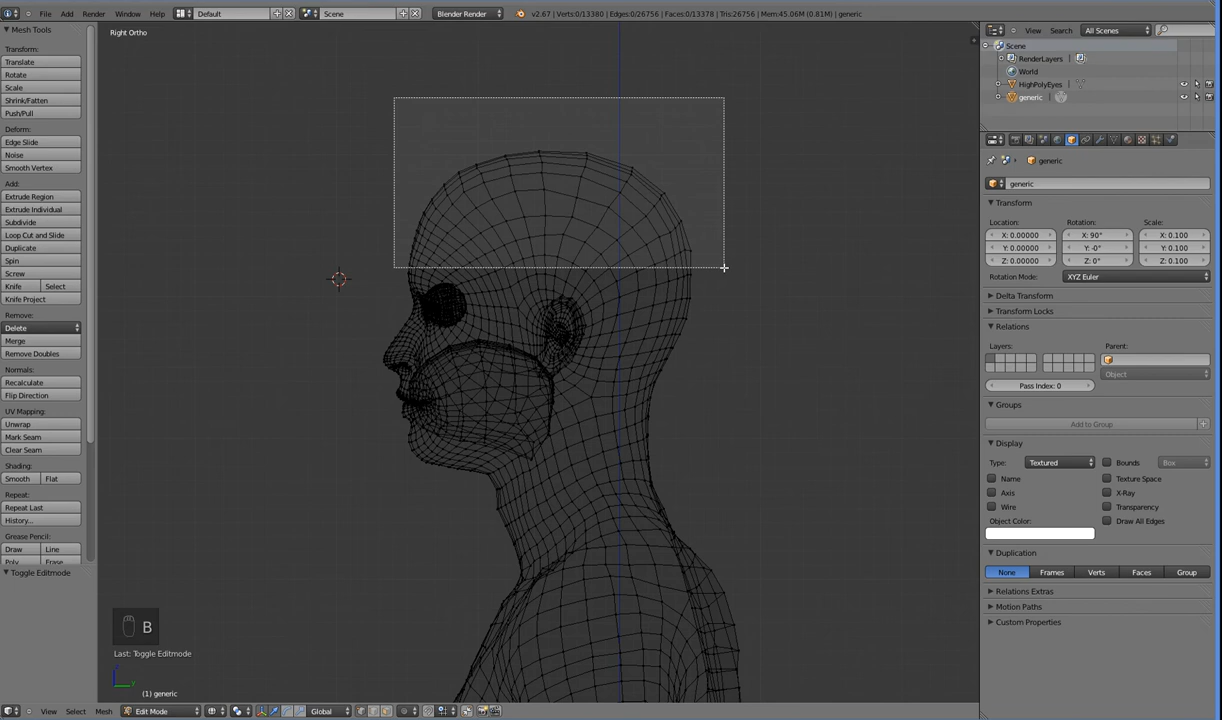 File Add Render Window Help Default Scene Blender Render v2.67 | Verts:0/13380 | Edges:0/26756 | Faces:0/13378 | Tris:26756 | Mem:45.06M (0.81M) | generic
Mesh Tools
Transform:
Translate
Rotate
Scale
Shrink/Fatten
Push/Pull
Deform:
Edge Slide
Noise
Smooth Vertex
Add:
Extrude Region
Extrude Individual
Subdivide
Loop Cut and Slide
Duplicate
Spin
Screw
Knife Select
Knife Project
Remove:
Delete
Merge
Remove Doubles
Normals:
Recalculate
Flip Direction
UV Mapping:
Unwrap
Mark Seam
Clear Seam
Shading:
Smooth Flat
Repeat:
Repeat Last
History...
Grease Pencil:
Draw Line
Poly Erase
Toggle Editmode
Right Ortho
B
Last: Toggle Editmode
(1) generic
View Select Mesh Edit Mode Global
View Search All Scenes
Scene
RenderLayers |
World
HighPolyEyes
generic
generic
generic
Transform
Location: Rotation: Scale:
X: 0.00000 X: 90° X: 0.100
Y: 0.00000 Y: -0° Y: 0.100
Z: 0.00000 Z: 0° Z: 0.100
Rotation Mode: XYZ Euler
Delta Transform
Transform Locks
Relations
Layers: Parent:
Object
Pass Index: 0
Groups
Add to Group
Display
Type: Textured Bounds Box
Name Texture Space
Axis X-Ray
Wire Transparency
Object Color: Draw All Edges
Duplication
None Frames Verts Faces Group
Relations Extras
Motion Paths
Custom Properties